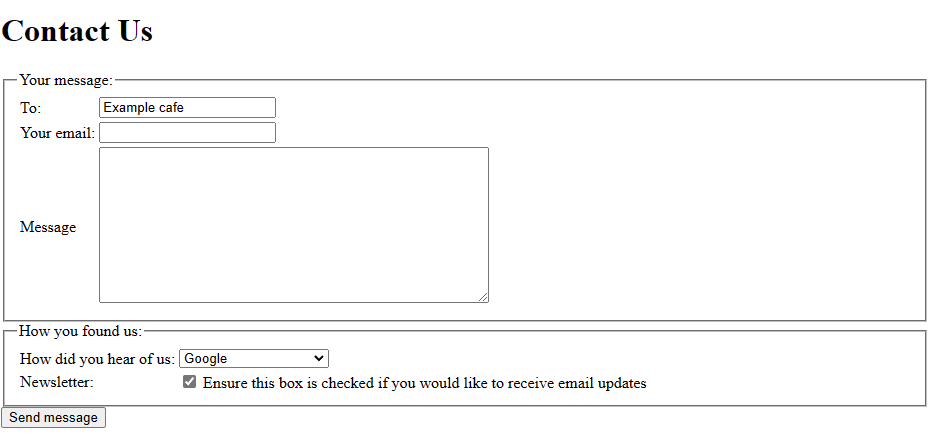 Contact Us
Your message:
To: Example cafe
Your email:
Message
How you found us:
How did you hear of us: Google
Newsletter: Ensure this box is checked if you would like to receive email updates
Send message